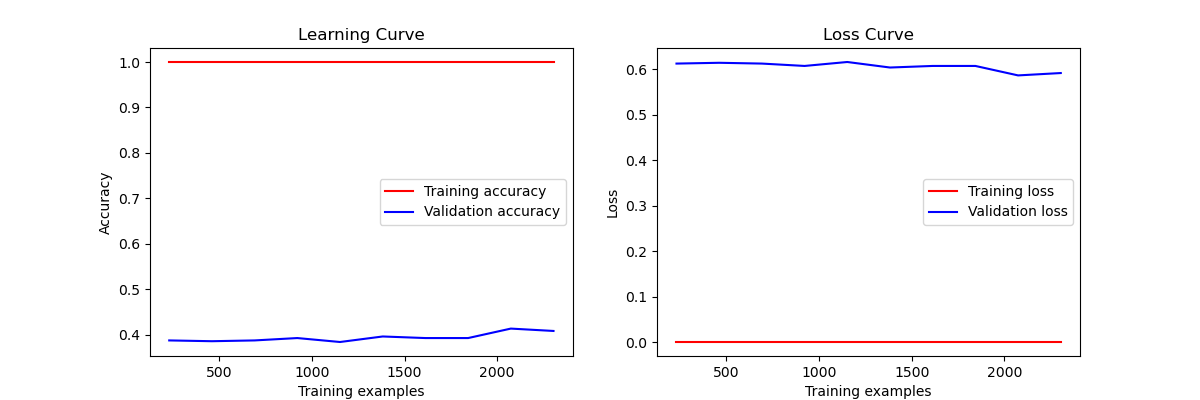 Learning Curve
Accuracy
1.0
0.9
0.8
0.7
0.6
0.5
0.4
Training accuracy
Validation accuracy
500
1000
1500
2000
Training examples
Loss Curve
Loss
0.6
0.5
0.4
0.3
0.2
0.1
0.0
Training loss
Validation loss
500
1000
1500
2000
Training examples